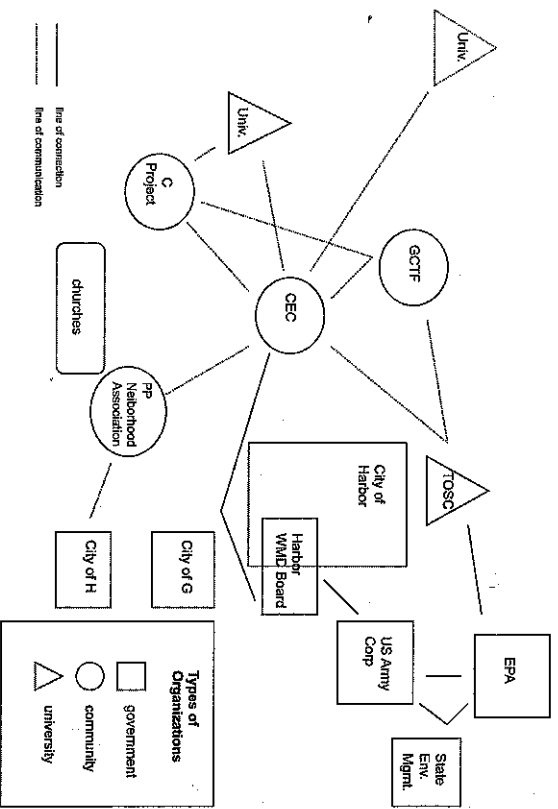 Univ.
Univ.
C
Project
GCTF
CEC
churches
PP
Neiborhood
Association
TOSC
City of
Harbor
Harbor
WMD Board
City of G
City of H
EPA
US Army
Corp
State
Env.
Mgmt.
Types of
Organizations
government
community
university
line of connection
line of communication